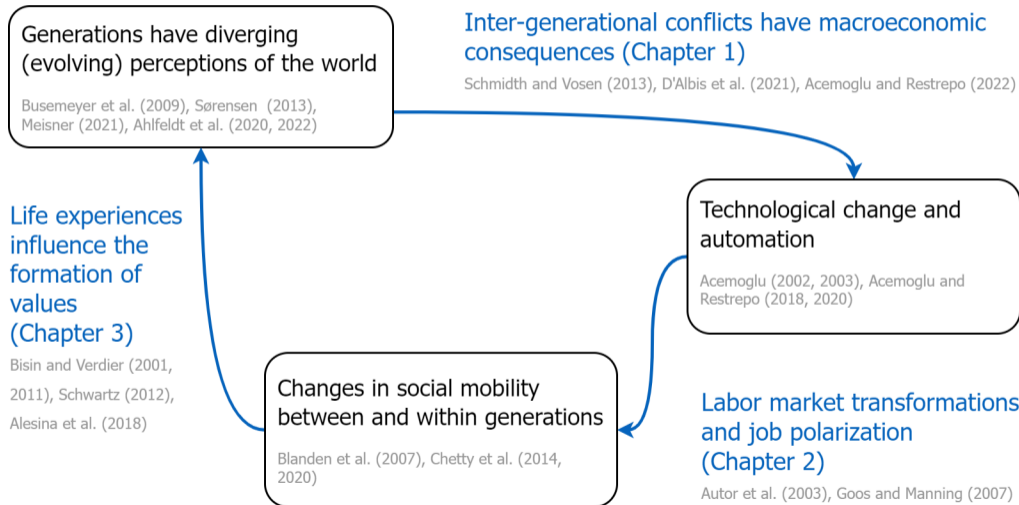 Generations have diverging
(evolving) perceptions of the world
Busemeyer et al. (2009), Sørensen (2013),
Meisner (2021), Ahlfeldt et al. (2020, 2022)
Inter-generational conflicts have macroeconomic
consequences (Chapter 1)
Schmidth and Vosen (2013), D'Albis et al. (2021), Acemoglu and Restrepo (2022)
Technological change and
automation
Acemoglu (2002, 2003), Acemoglu and
Restrepo (2018, 2020)
Labor market transformations
and job polarization
(Chapter 2)
Autor et al. (2003), Goos and Manning (2007)
Changes in social mobility
between and within generations
Blanden et al. (2007), Chetty et al. (2014,
2020)
Life experiences
influence the
formation of
values
(Chapter 3)
Bisin and Verdier (2001,
2011), Schwartz (2012),
Alesina et al. (2018)